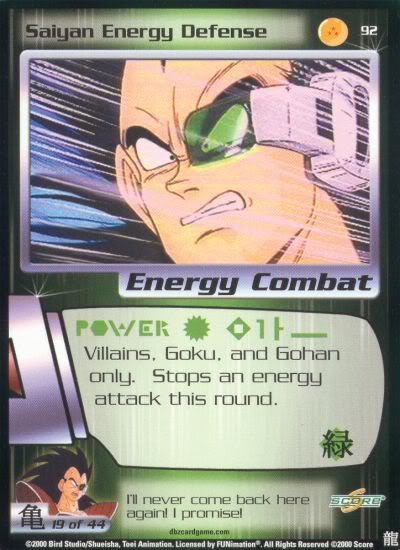 Saiyan Energy Defense 92
Energy Combat
POWER
Villains, Goku, and Gohan
only. Stops an energy
attack this round.
緑
I'll never come back here
again! I promise!
SCORE
亀 19 of 44
dbzcardgame.com
龍
©2000 Bird Studio/Shueisha, Toei Animation. Licensed by FUNimation®. All Rights Reserved ©2000 Score